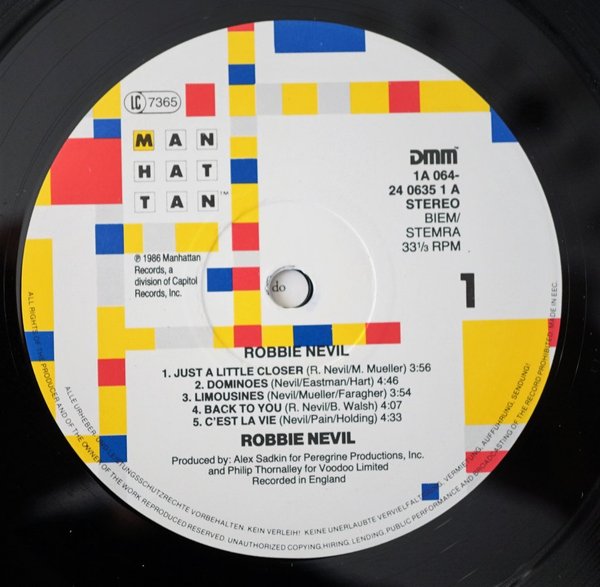 LC 7365
MAN
HAT
TAN™
DMM™
1A 064-
24 0635 1 A
STEREO
BIEM/
STEMRA
33⅓ RPM
℗ 1986 Manhattan
Records, a
division of Capitol
Records, Inc.
1
do
ROBBIE NEVIL
1. JUST A LITTLE CLOSER (R. Nevil/M. Mueller) 3:56
2. DOMINOES (Nevil/Eastman/Hart) 4:46
3. LIMOUSINES (Nevil/Mueller/Faragher) 3:54
4. BACK TO YOU (R. Nevil/B. Walsh) 4:07
5. C'EST LA VIE (Nevil/Pain/Holding) 4:33
ROBBIE NEVIL
Produced by: Alex Sadkin for Peregrine Productions, Inc.
and Philip Thornalley for Voodoo Limited
Recorded in England
ALLE URHEBER- UND LEISTUNGSSCHUTZRECHTE VORBEHALTEN. KEIN VERLEIH! KEINE UNERLAUBTE VERVIELFALTIGUNG, VERMIETUNG, AUFFÜHRUNG, SENDUNG!
ALL RIGHTS OF THE PRODUCER AND OF THE OWNER OF THE WORK REPRODUCED RESERVED. UNAUTHORIZED COPYING, HIRING, LENDING, PUBLIC PERFORMANCE AND BROADCASTING OF THE RECORD PROHIBITED. MADE IN EEC.